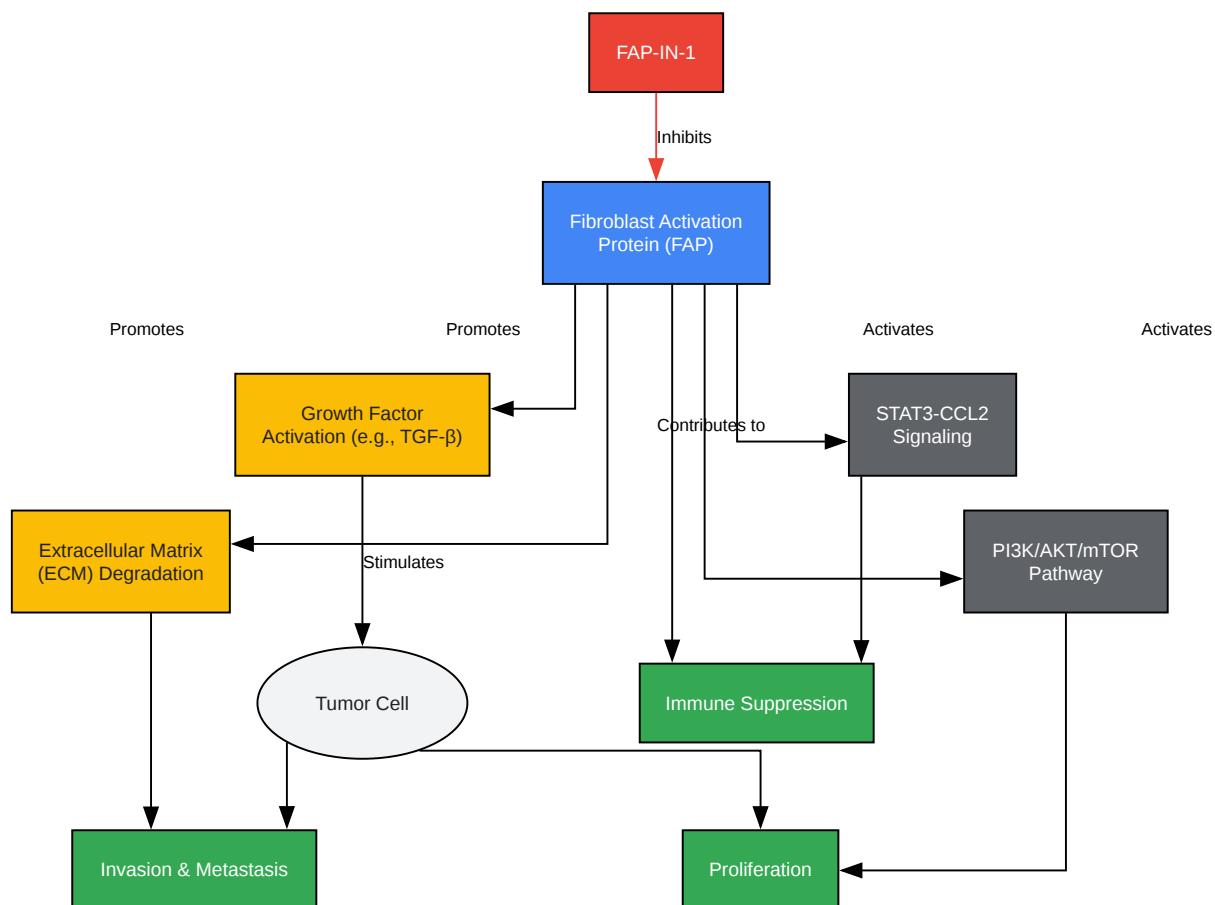 FAP-IN-1
Inhibits
Fibroblast Activation
Protein (FAP)
Promotes
Promotes
Activates
Activates
Growth Factor
Activation (e.g., TGF-β)
Contributes to
STAT3-CCL2
Signaling
Extracellular Matrix
(ECM) Degradation
Stimulates
PI3K/AKT/mTOR
Pathway
Tumor Cell
Immune Suppression
Invasion & Metastasis
Proliferation